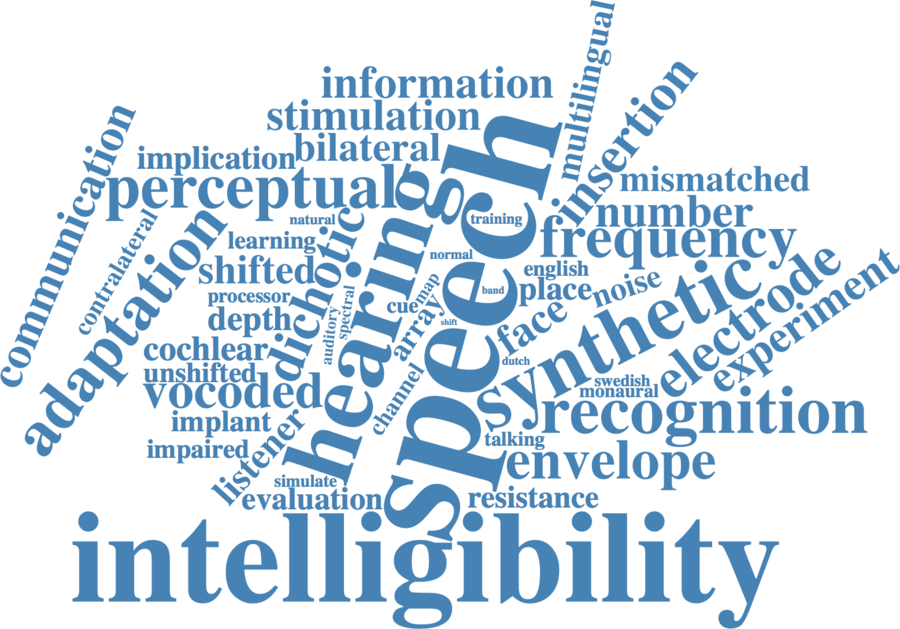 multilingual
information
insertion
stimulation
communication
bilateral
implication
mismatched
perceptual
speech
hearing
number
training
natural
contralateral
adaptation
frequency
learning
dichotic
normal
shifted
english
place
noise
band
processor
cue
map
synthetic
electrode
experiment
depth
auditory
spectral
array
shift
face
cochlear
dutch
unshifted
vocoded
channel
swedish
monaural
recognition
implant
listener
talking
impaired
envelope
simulate
evaluation
resistance
intelligibility